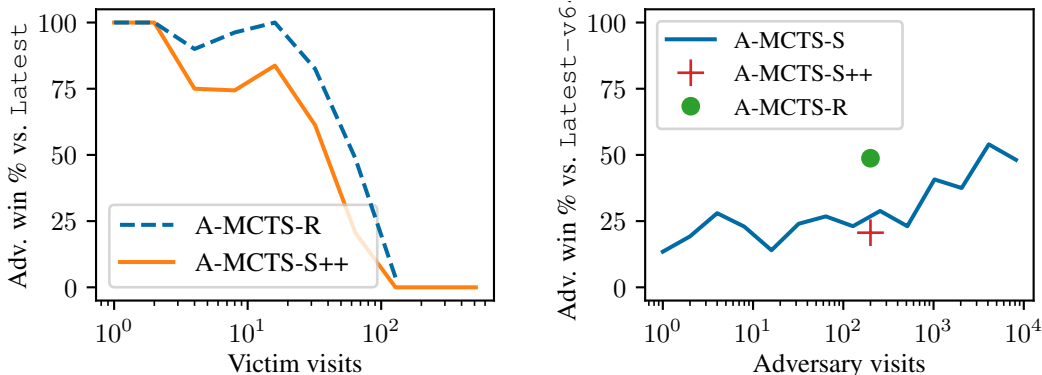 Adv. win % vs. Latest
100
75
50
25
0
A-MCTS-R
A-MCTS-S++
10^0
10^1
10^2
Victim visits
Adv. win % vs. Latest-v6
100
75
50
25
0
A-MCTS-S
A-MCTS-S++
A-MCTS-R
10^0
10^1
10^2
10^3
10^4
Adversary visits